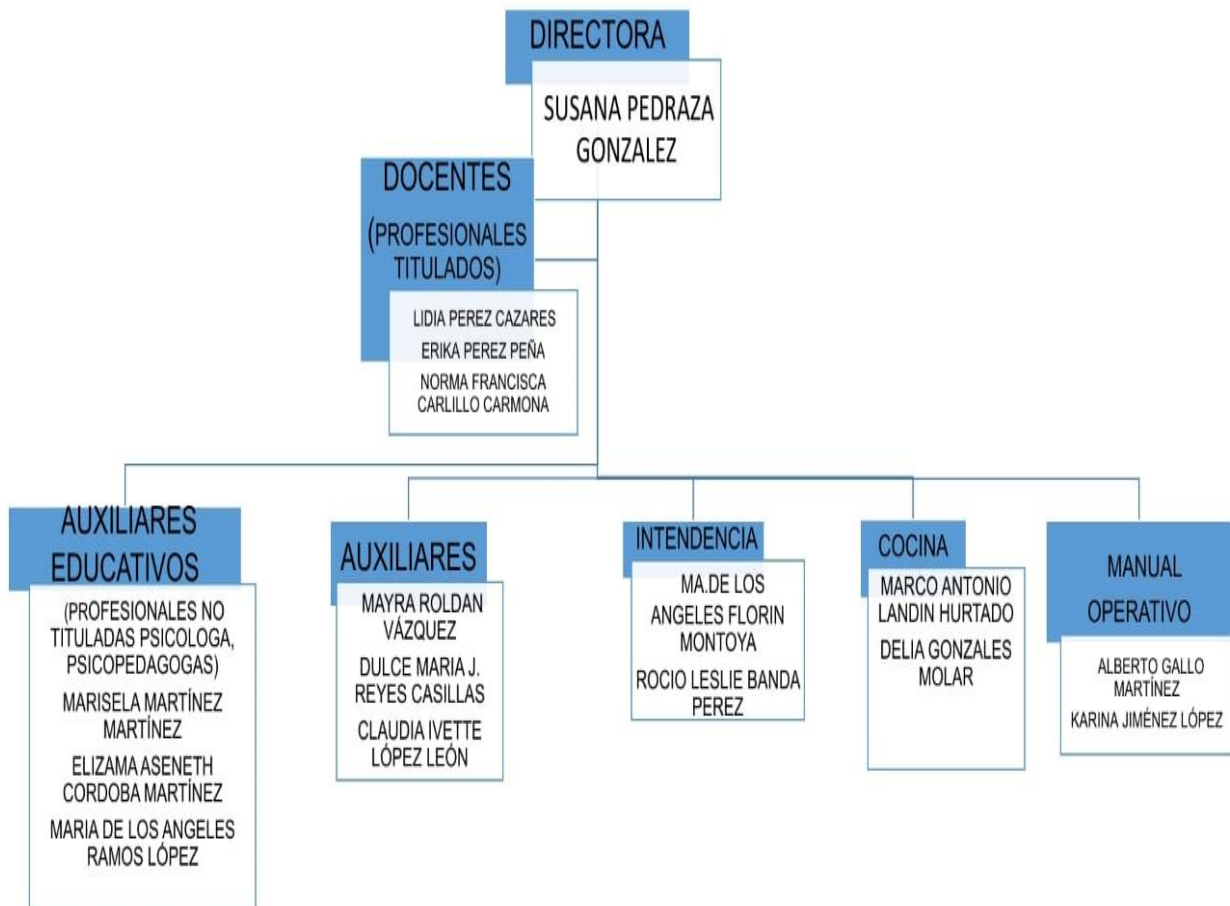 DIRECTORA
SUSANA PEDRAZA
GONZALEZ
DOCENTES
(PROFESIONALES
TITULADOS)
LIDIA PEREZ CAZARES
ERIKA PEREZ PEÑA
NORMA FRANCISCA
CARLILLO CARMONA
AUXILIARES
EDUCATIVOS
(PROFESIONALES NO
TITULADAS PSICOLOGA,
PSICOPEDAGOGAS)
MARISELA MARTÍNEZ
MARTÍNEZ
ELIZAMA ASENETH
CORDOBA MARTÍNEZ
MARIA DE LOS ANGELES
RAMOS LÓPEZ
AUXILIARES
MAYRA ROLDAN
VÁZQUEZ
DULCE MARIA J.
REYES CASILLAS
CLAUDIA IVETTE
LÓPEZ LEÓN
INTENDENCIA
MA.DE LOS
ANGELES FLORIN
MONTOYA
ROCIO LESLIE BANDA
PEREZ
COCINA
MARCO ANTONIO
LANDIN HURTADO
DELIA GONZALES
MOLAR
MANUAL
OPERATIVO
ALBERTO GALLO
MARTÍNEZ
KARINA JIMÉNEZ LÓPEZ